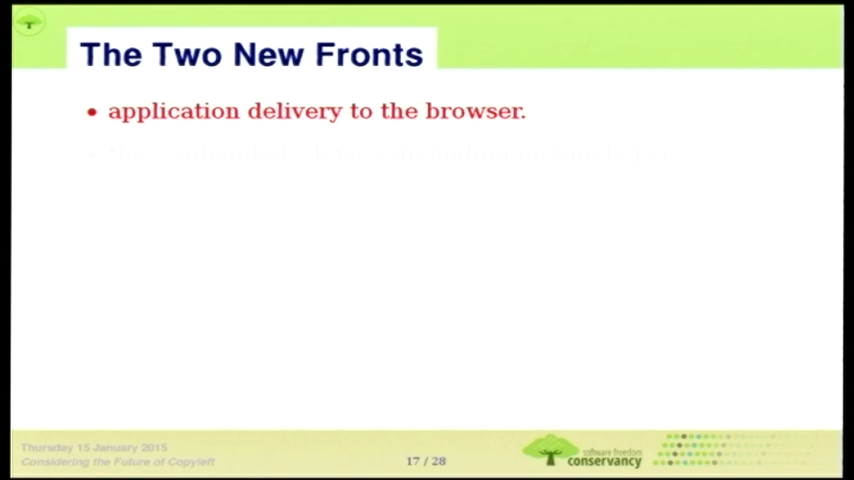 The Two New Fronts
• application delivery to the browser.
Thursday 15 January 2015
Considering the Future of Copyleft
17 / 28
software freedom
conservancy